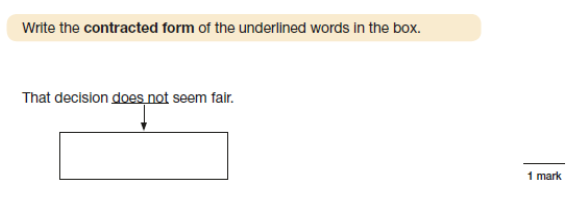 Write the contracted form of the underlined words in the box.
That decision does not seem fair.
1 mark